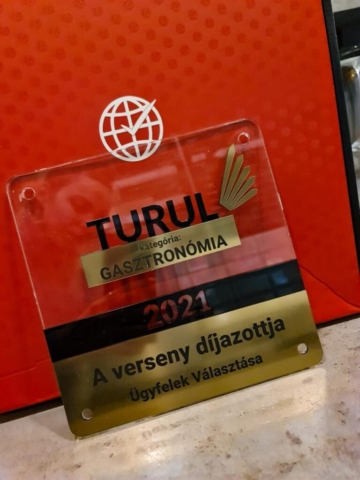 TURUL
kategória:
GASZTRONÓMIA
2021
A verseny díjazottja
Ügyfelek Választása